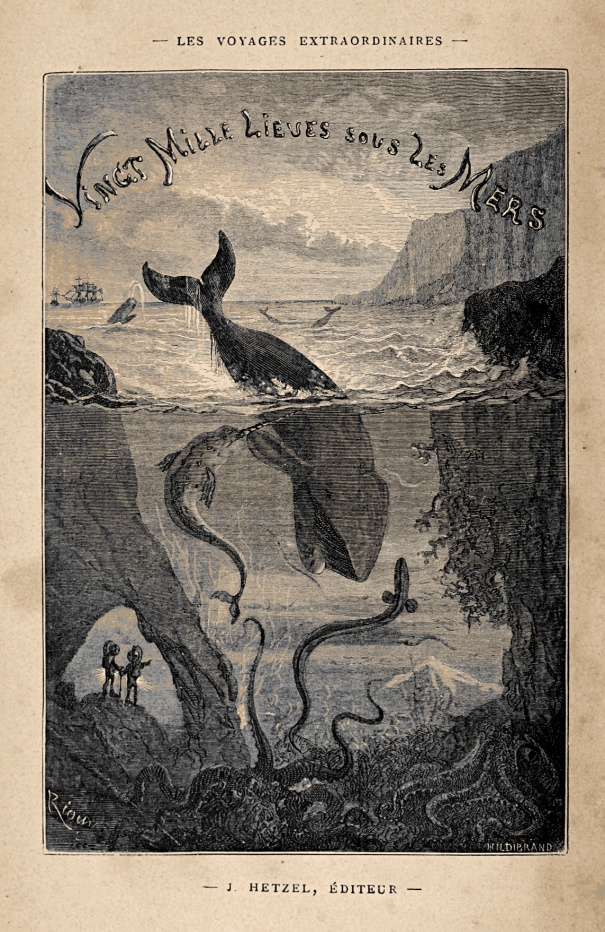 — LES VOYAGES EXTRAORDINAIRES —
Vingt Mille Lieues sous Les Mers
Riou
HILDIBRAND
— J. HETZEL, ÉDITEUR —